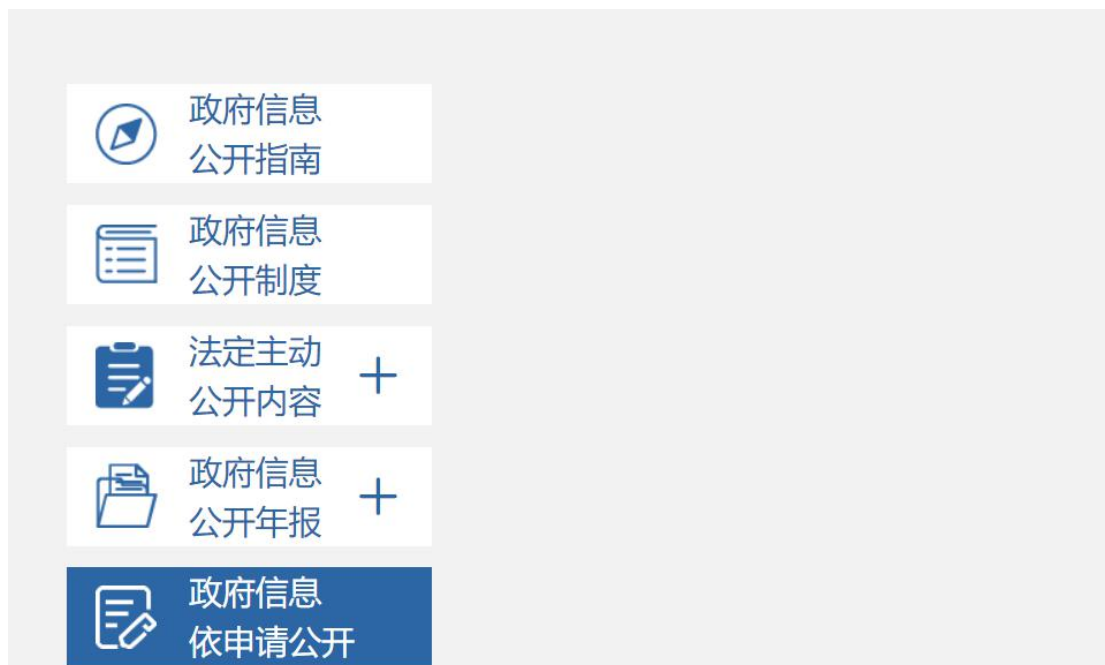 政府信息
公开指南
政府信息
公开制度
法定主动
公开内容
政府信息
公开年报
政府信息
依申请公开